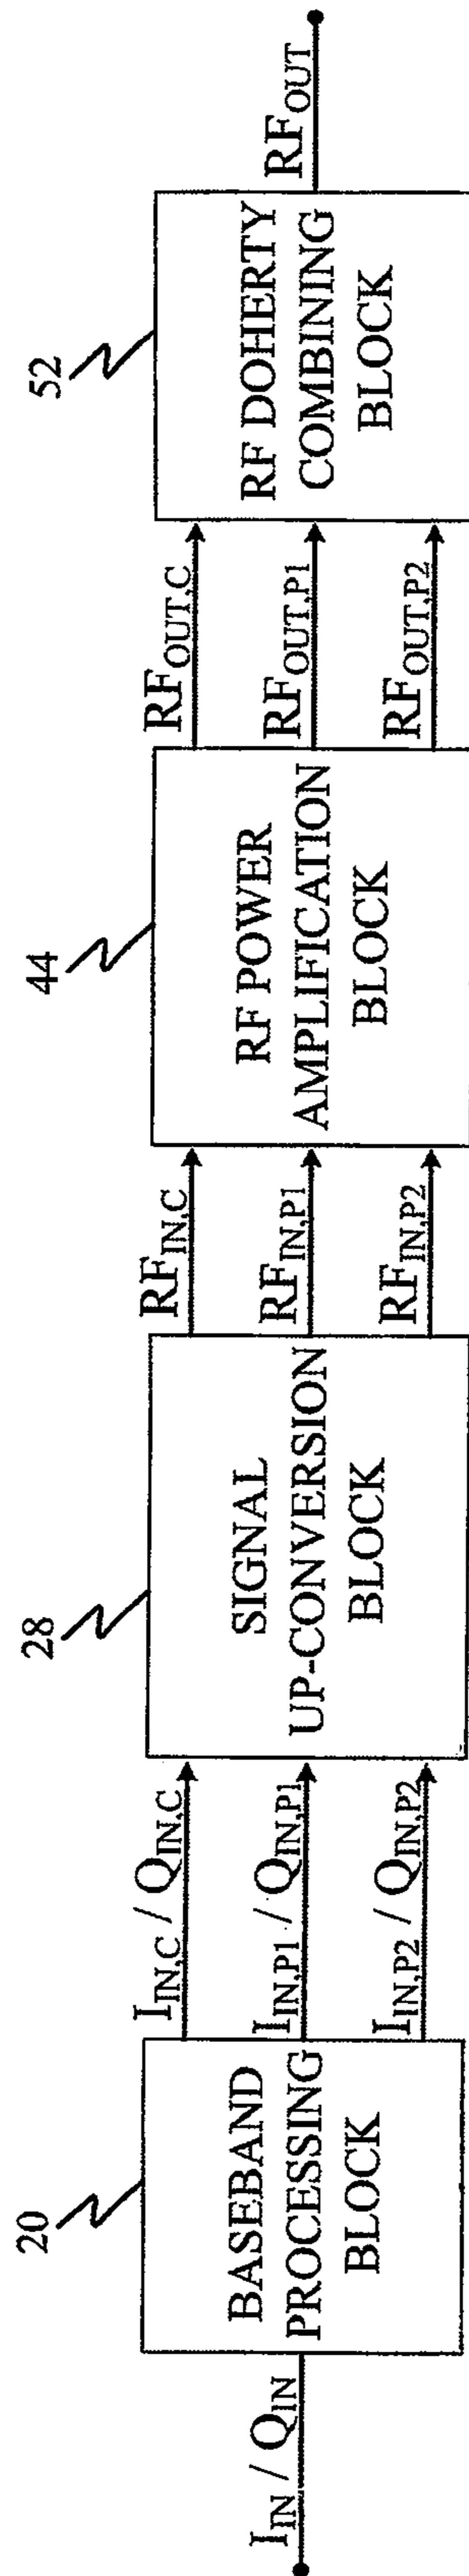 I_IN / Q_IN
20
BASEBAND
PROCESSING
BLOCK
I_IN,C / Q_IN,C
I_IN,P1 / Q_IN,P1
I_IN,P2 / Q_IN,P2
28
SIGNAL
UP-CONVERSION
BLOCK
RF_IN,C
RF_IN,P1
RF_IN,P2
44
RF POWER
AMPLIFICATION
BLOCK
RF_OUT,C
RF_OUT,P1
RF_OUT,P2
52
RF DOHERTY
COMBINING
BLOCK
RF_OUT